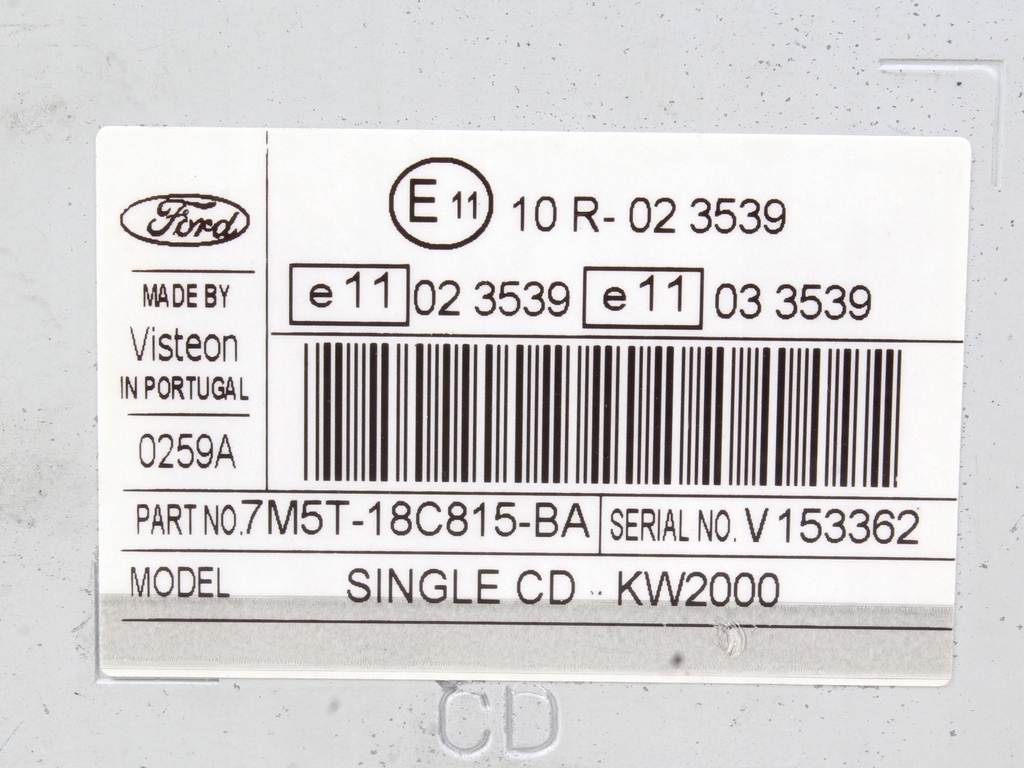 Ford
MADE BY
Visteon
IN PORTUGAL
0259A
E 11 10 R- 02 3539
e 11 02 3539 e 11 03 3539
PART NO. 7M5T-18C815-BA SERIAL NO. V 153362
MODEL SINGLE CD KW2000
CD